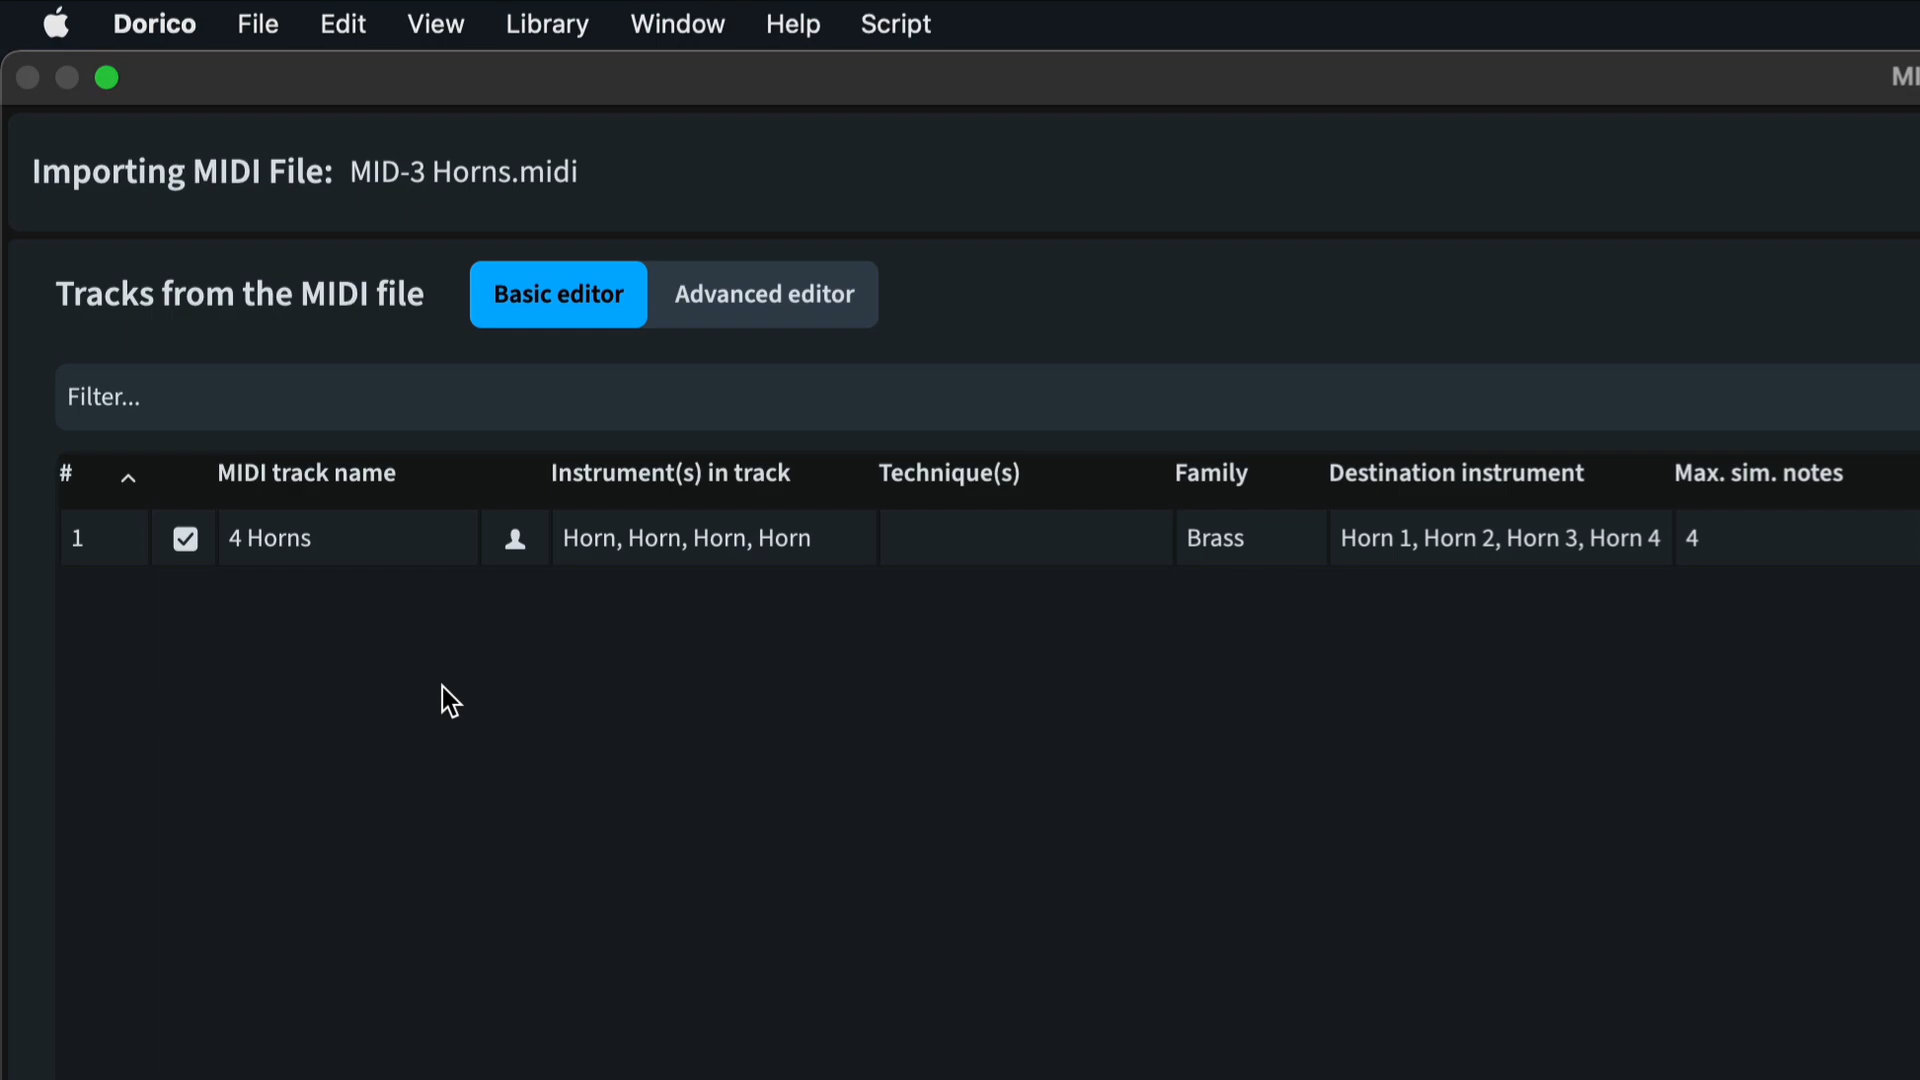 Dorico File Edit View Library Window Help Script
MI
Importing MIDI File: MID-3 Horns.midi
Tracks from the MIDI file Basic editor Advanced editor
Filter...
# MIDI track name Instrument(s) in track Technique(s) Family Destination instrument Max. sim. notes
1 4 Horns Horn, Horn, Horn, Horn Brass Horn 1, Horn 2, Horn 3, Horn 4 4